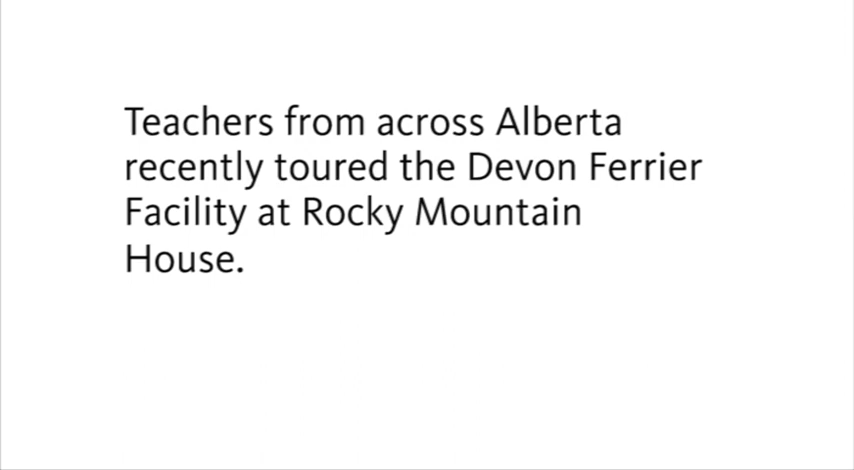 Teachers from across Alberta
recently toured the Devon Ferrier
Facility at Rocky Mountain
House.